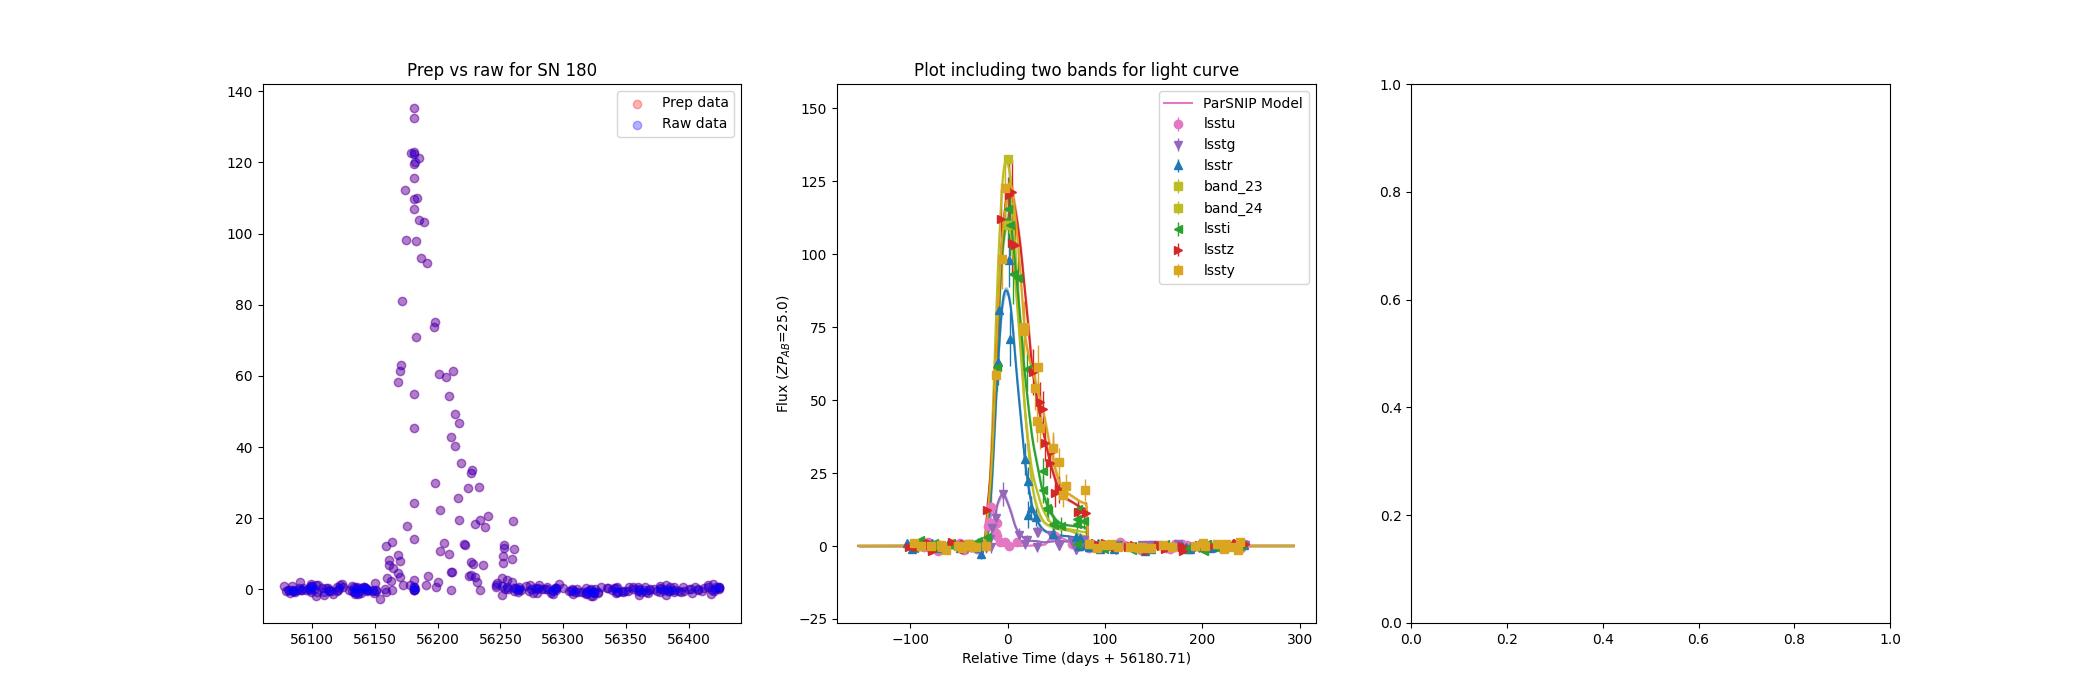 Prep vs raw for SN 180
140
120
100
80
60
40
20
0
56100 56150 56200 56250 56300 56350 56400
Prep data
Raw data
Plot including two bands for light curve
Flux (ZP_AB=25.0)
150
125
100
75
50
25
0
−25
−100 0 100 200 300
Relative Time (days + 56180.71)
ParSNIP Model
lsstu
lsstg
lsstr
band_23
band_24
lssti
lsstz
lssty
1.0
0.8
0.6
0.4
0.2
0.0
0.0 0.2 0.4 0.6 0.8 1.0